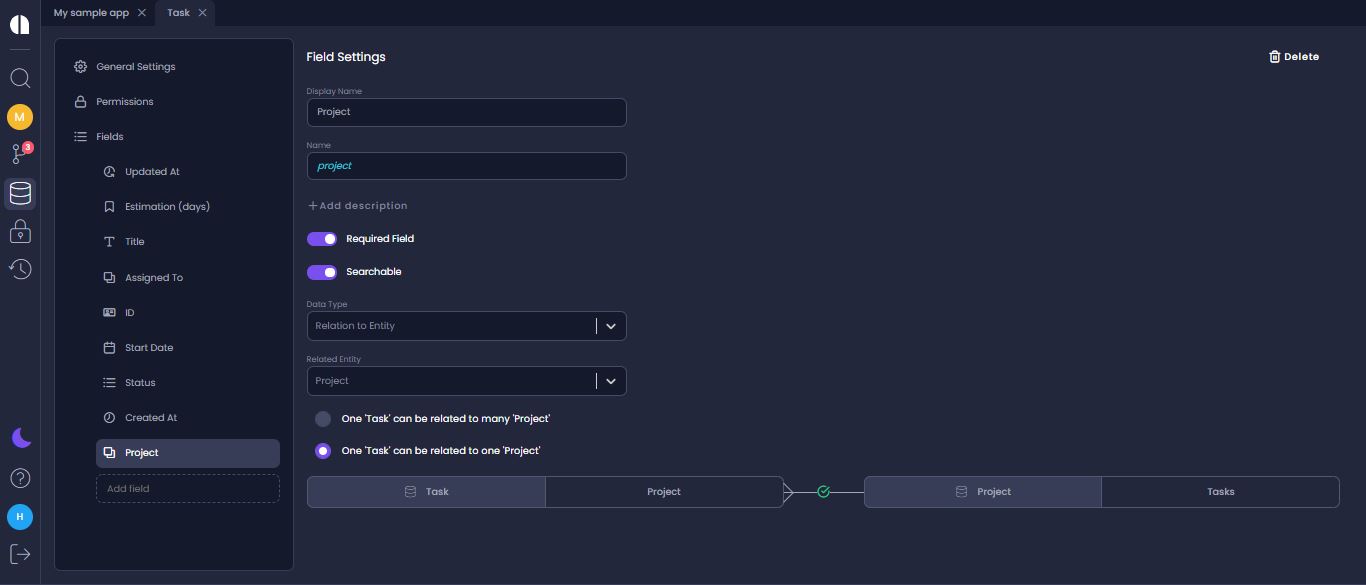 My sample app
Task
General Settings
Permissions
Fields
Updated At
Estimation (days)
Title
Assigned To
ID
Start Date
Status
Created At
Project
Add field
M
3
H
Field Settings
Delete
Display Name
Project
Name
project
+Add description
Required Field
Searchable
Data Type
Relation to Entity
Related Entity
Project
One 'Task' can be related to many 'Project'
One 'Task' can be related to one 'Project'
Task Project Project Tasks